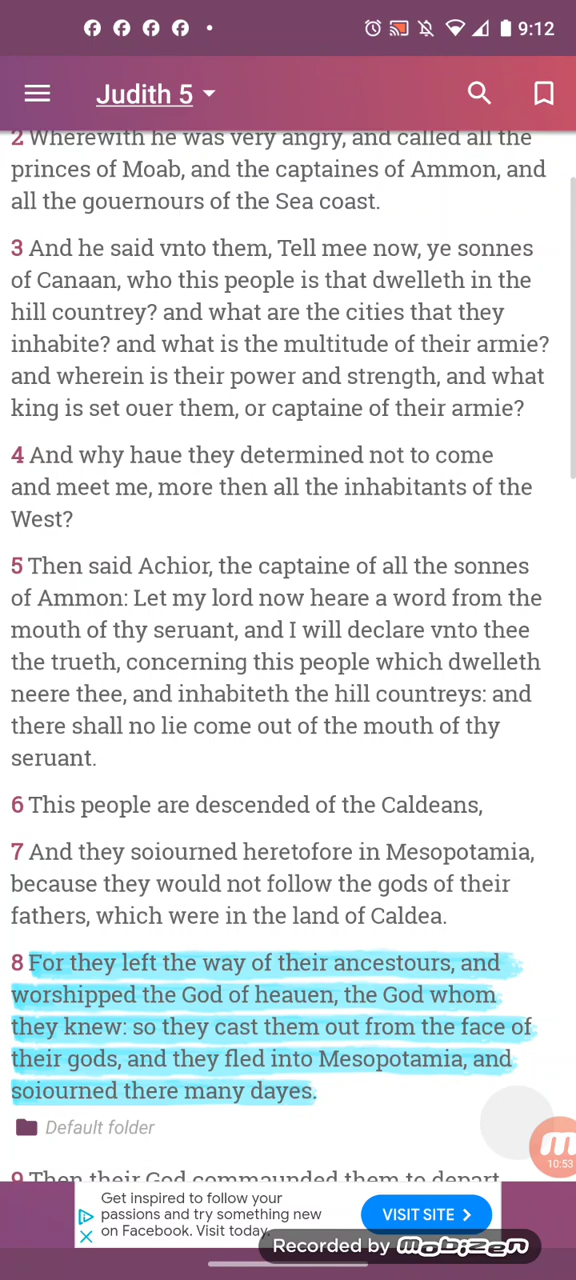 9:12
Judith 5
2 Wherewith he was very angry, and called all the
princes of Moab, and the captaines of Ammon, and
all the gouernours of the Sea coast.
3 And he said vnto them, Tell mee now, ye sonnes
of Canaan, who this people is that dwelleth in the
hill countrey? and what are the cities that they
inhabite? and what is the multitude of their armie?
and wherein is their power and strength, and what
king is set ouer them, or captaine of their armie?
4 And why haue they determined not to come
and meet me, more then all the inhabitants of the
West?
5 Then said Achior, the captaine of all the sonnes
of Ammon: Let my lord now heare a word from the
mouth of thy seruant, and I will declare vnto thee
the trueth, concerning this people which dwelleth
neere thee, and inhabiteth the hill countreys: and
there shall no lie come out of the mouth of thy
seruant.
6 This people are descended of the Caldeans,
7 And they soiourned heretofore in Mesopotamia,
because they would not follow the gods of their
fathers, which were in the land of Caldea.
8 For they left the way of their ancestours, and
worshipped the God of heauen, the God whom
they knew: so they cast them out from the face of
their gods, and they fled into Mesopotamia, and
soiourned there many dayes.
Default folder
10:53
9 Then their God commaunded them to depart
Get inspired to follow your
passions and try something new
on Facebook. Visit today.
VISIT SITE >
Recorded by mobizen